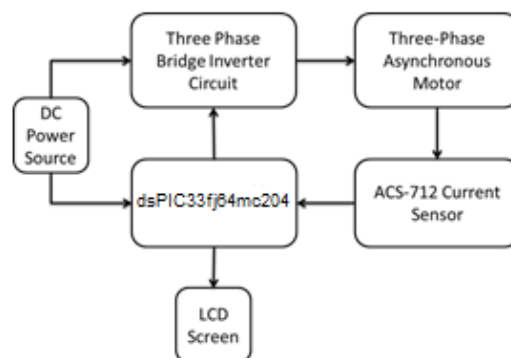 Three Phase
Bridge Inverter
Circuit
Three-Phase
Asynchronous
Motor
DC
Power
Source
dsPIC33fj64mc204
ACS-712 Current
Sensor
LCD
Screen